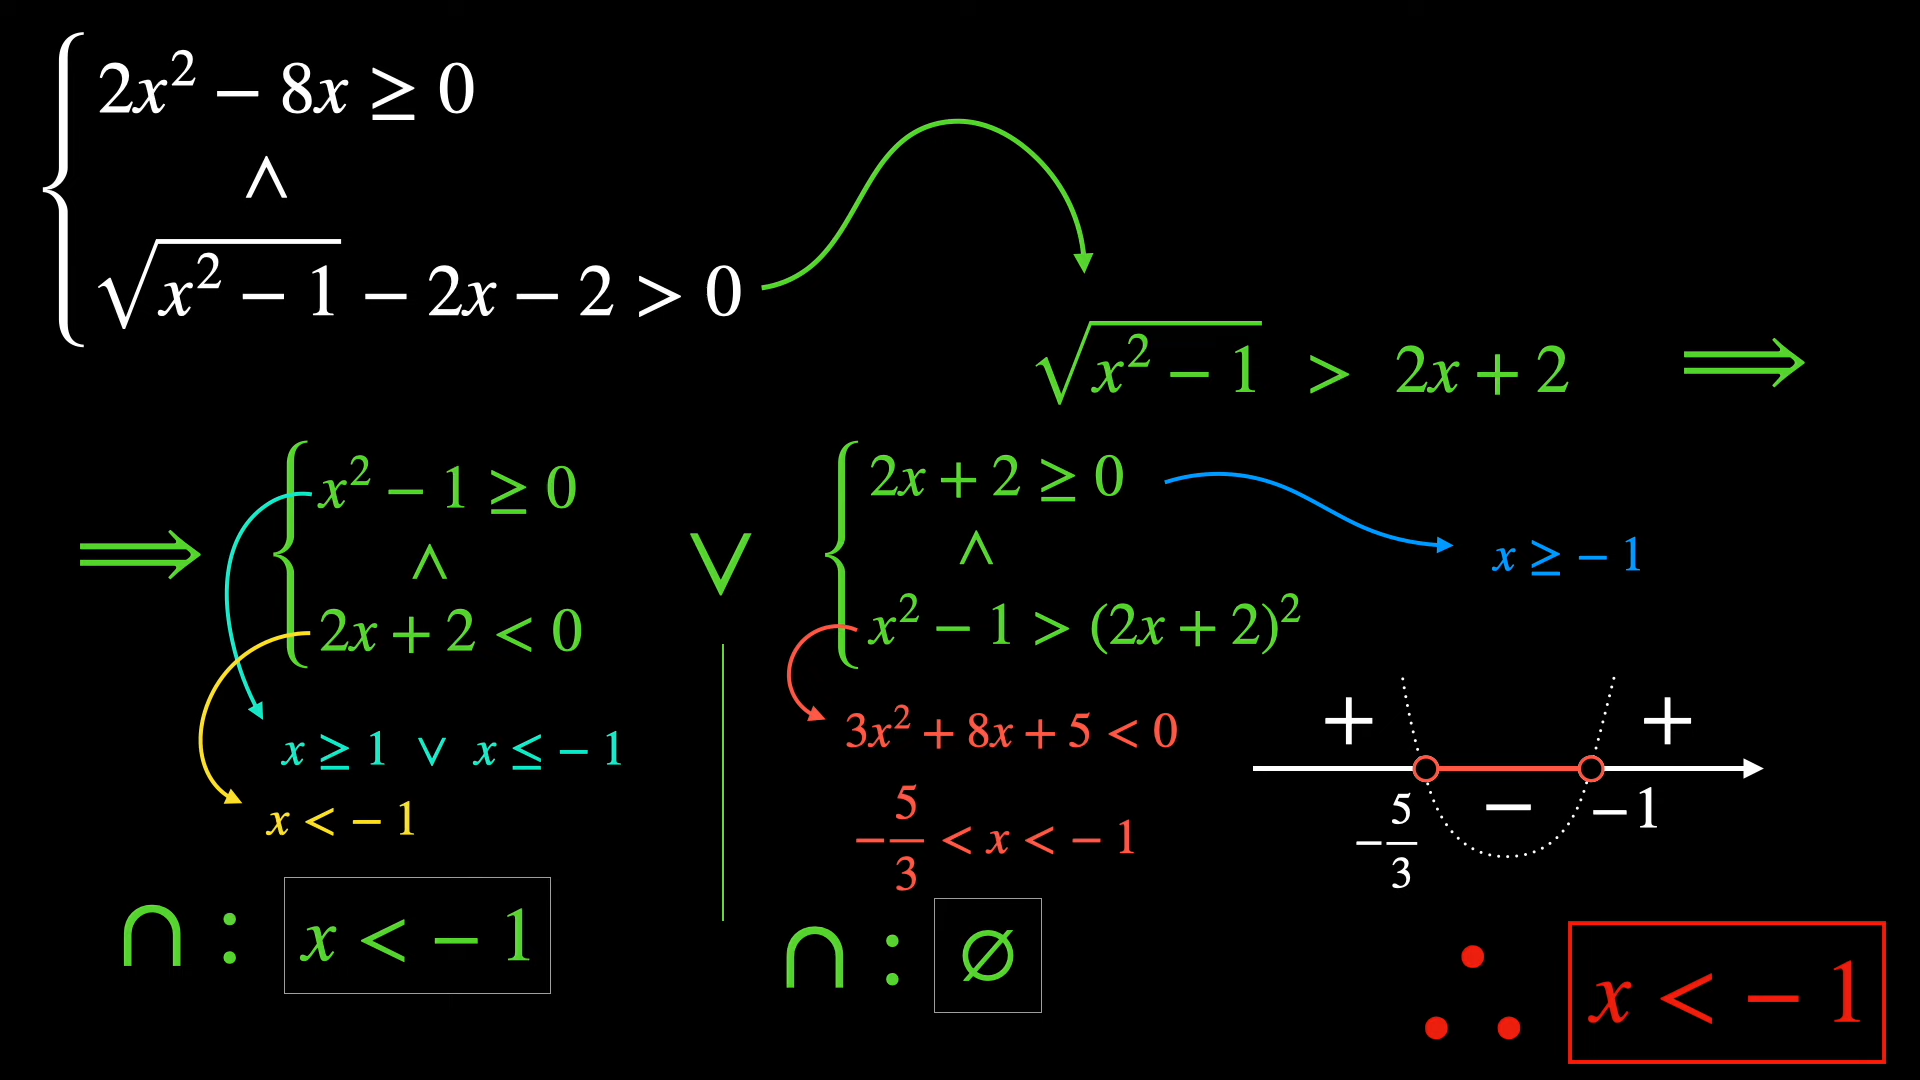 2x² − 8x ≥ 0
∧
√(x² − 1) − 2x − 2 > 0
√(x² − 1) > 2x + 2 ⟹
⟹ { x² − 1 ≥ 0
∧
2x + 2 < 0
∨
{ 2x + 2 ≥ 0
∧
x² − 1 > (2x + 2)²
x ≥ −1
x ≥ 1 ∨ x ≤ −1
x < −1
∩ : x < −1
3x² + 8x + 5 < 0
−5/3 < x < −1
∩ : ∅
+ − +
−5/3 −1
∴ x < −1